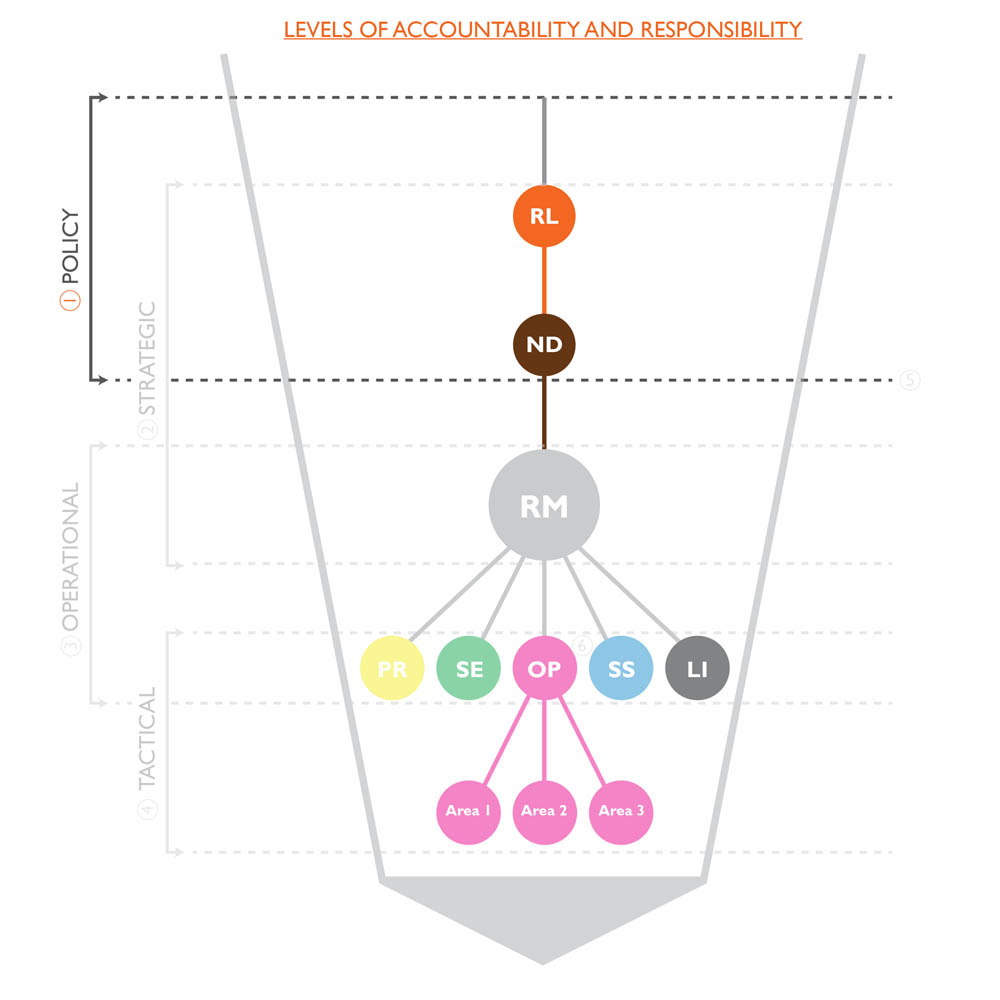 LEVELS OF ACCOUNTABILITY AND RESPONSIBILITY
① POLICY
② STRATEGIC
③ OPERATIONAL
④ TACTICAL
RL
ND
⑤
RM
PR
SE
OP
⑥
SS
LI
Area 1
Area 2
Area 3